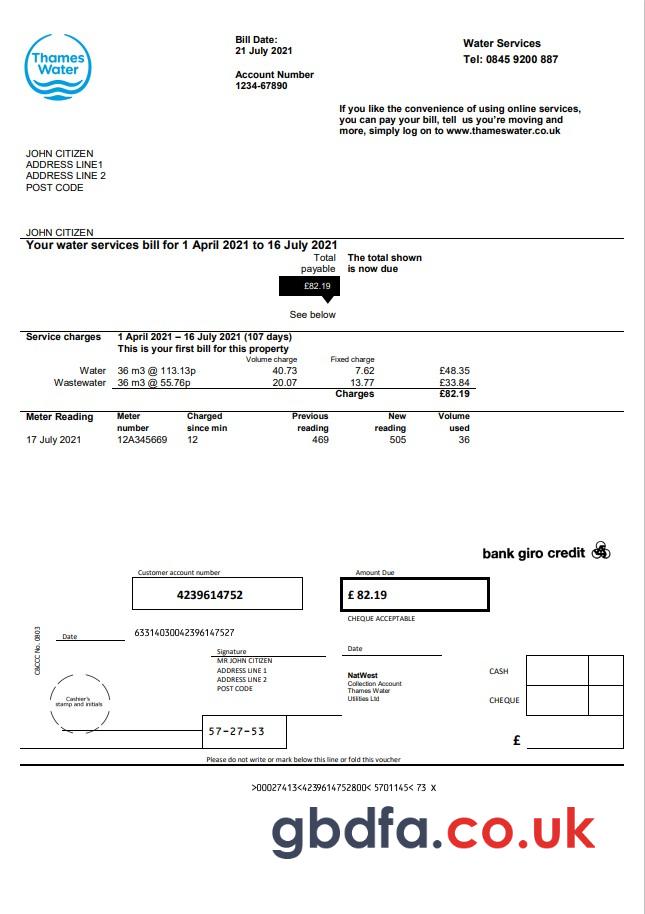 Thames
Water
Bill Date:
21 July 2021
Account Number
1234-67890
Water Services
Tel: 0845 9200 887
If you like the convenience of using online services,
you can pay your bill, tell us you're moving and
more, simply log on to www.thameswater.co.uk
JOHN CITIZEN
ADDRESS LINE1
ADDRESS LINE 2
POST CODE
JOHN CITIZEN
Your water services bill for 1 April 2021 to 16 July 2021
Total payable The total shown is now due
£82.19
See below
Service charges 1 April 2021 – 16 July 2021 (107 days)
This is your first bill for this property
Volume charge Fixed charge
Water 36 m3 @ 113.13p 40.73 7.62 £48.35
Wastewater 36 m3 @ 55.76p 20.07 13.77 £33.84
Charges £82.19
Meter Reading Meter number Charged since min Previous reading New reading Volume used
17 July 2021 12A345669 12 469 505 36
bank giro credit
Customer account number
4239614752
Amount Due
£ 82.19
CHEQUE ACCEPTABLE
C&CCC No. 0803
Date
63314030042396147527
Signature
MR JOHN CITIZEN
ADDRESS LINE 1
ADDRESS LINE 2
POST CODE
Date
NatWest
Collection Account
Thames Water
Utilities Ltd
CASH
CHEQUE
£
Cashier's
stamp and initials
57-27-53
Please do not write or mark below this line or fold this voucher
>00027413<4239614752800< 5701145< 73 X
gbdfa.co.uk